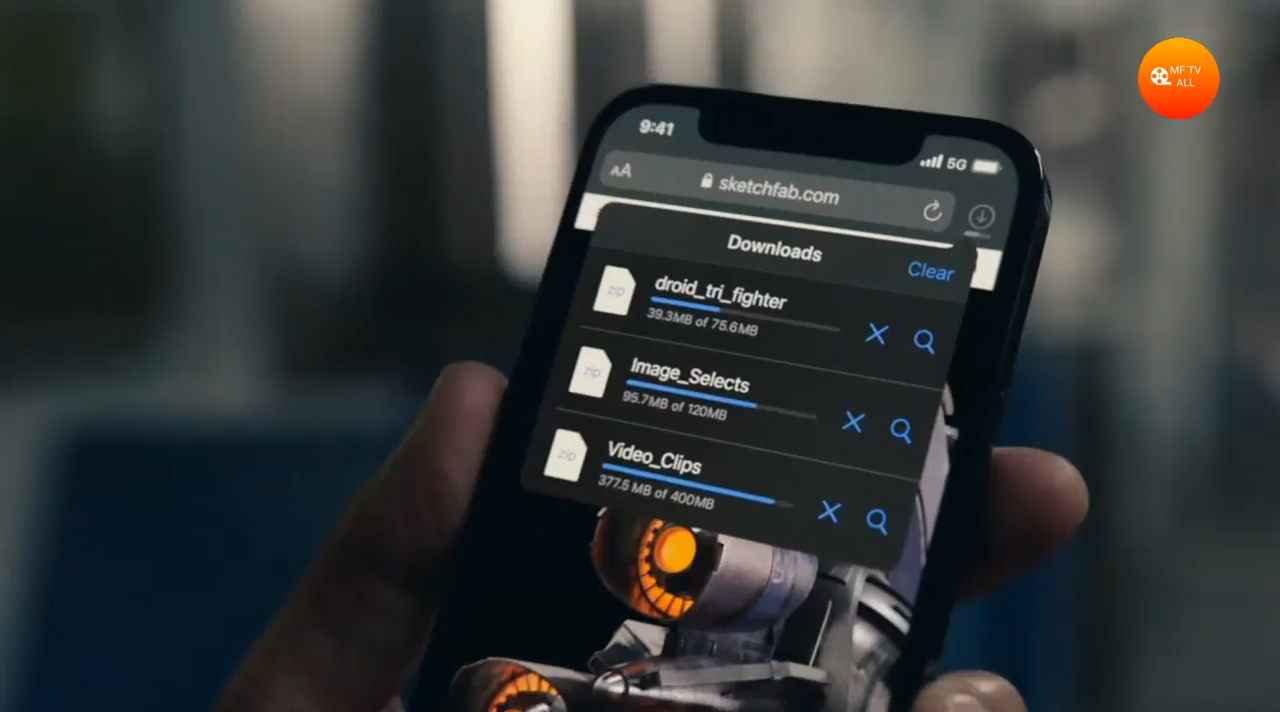 MF TV
ALL
9:41
5G
AA
sketchfab.com
Downloads
Clear
zip
droid_tri_fighter
39.3MB of 75.6MB
zip
Image_Selects
95.7MB of 120MB
zip
Video_Clips
377.5 MB of 400MB